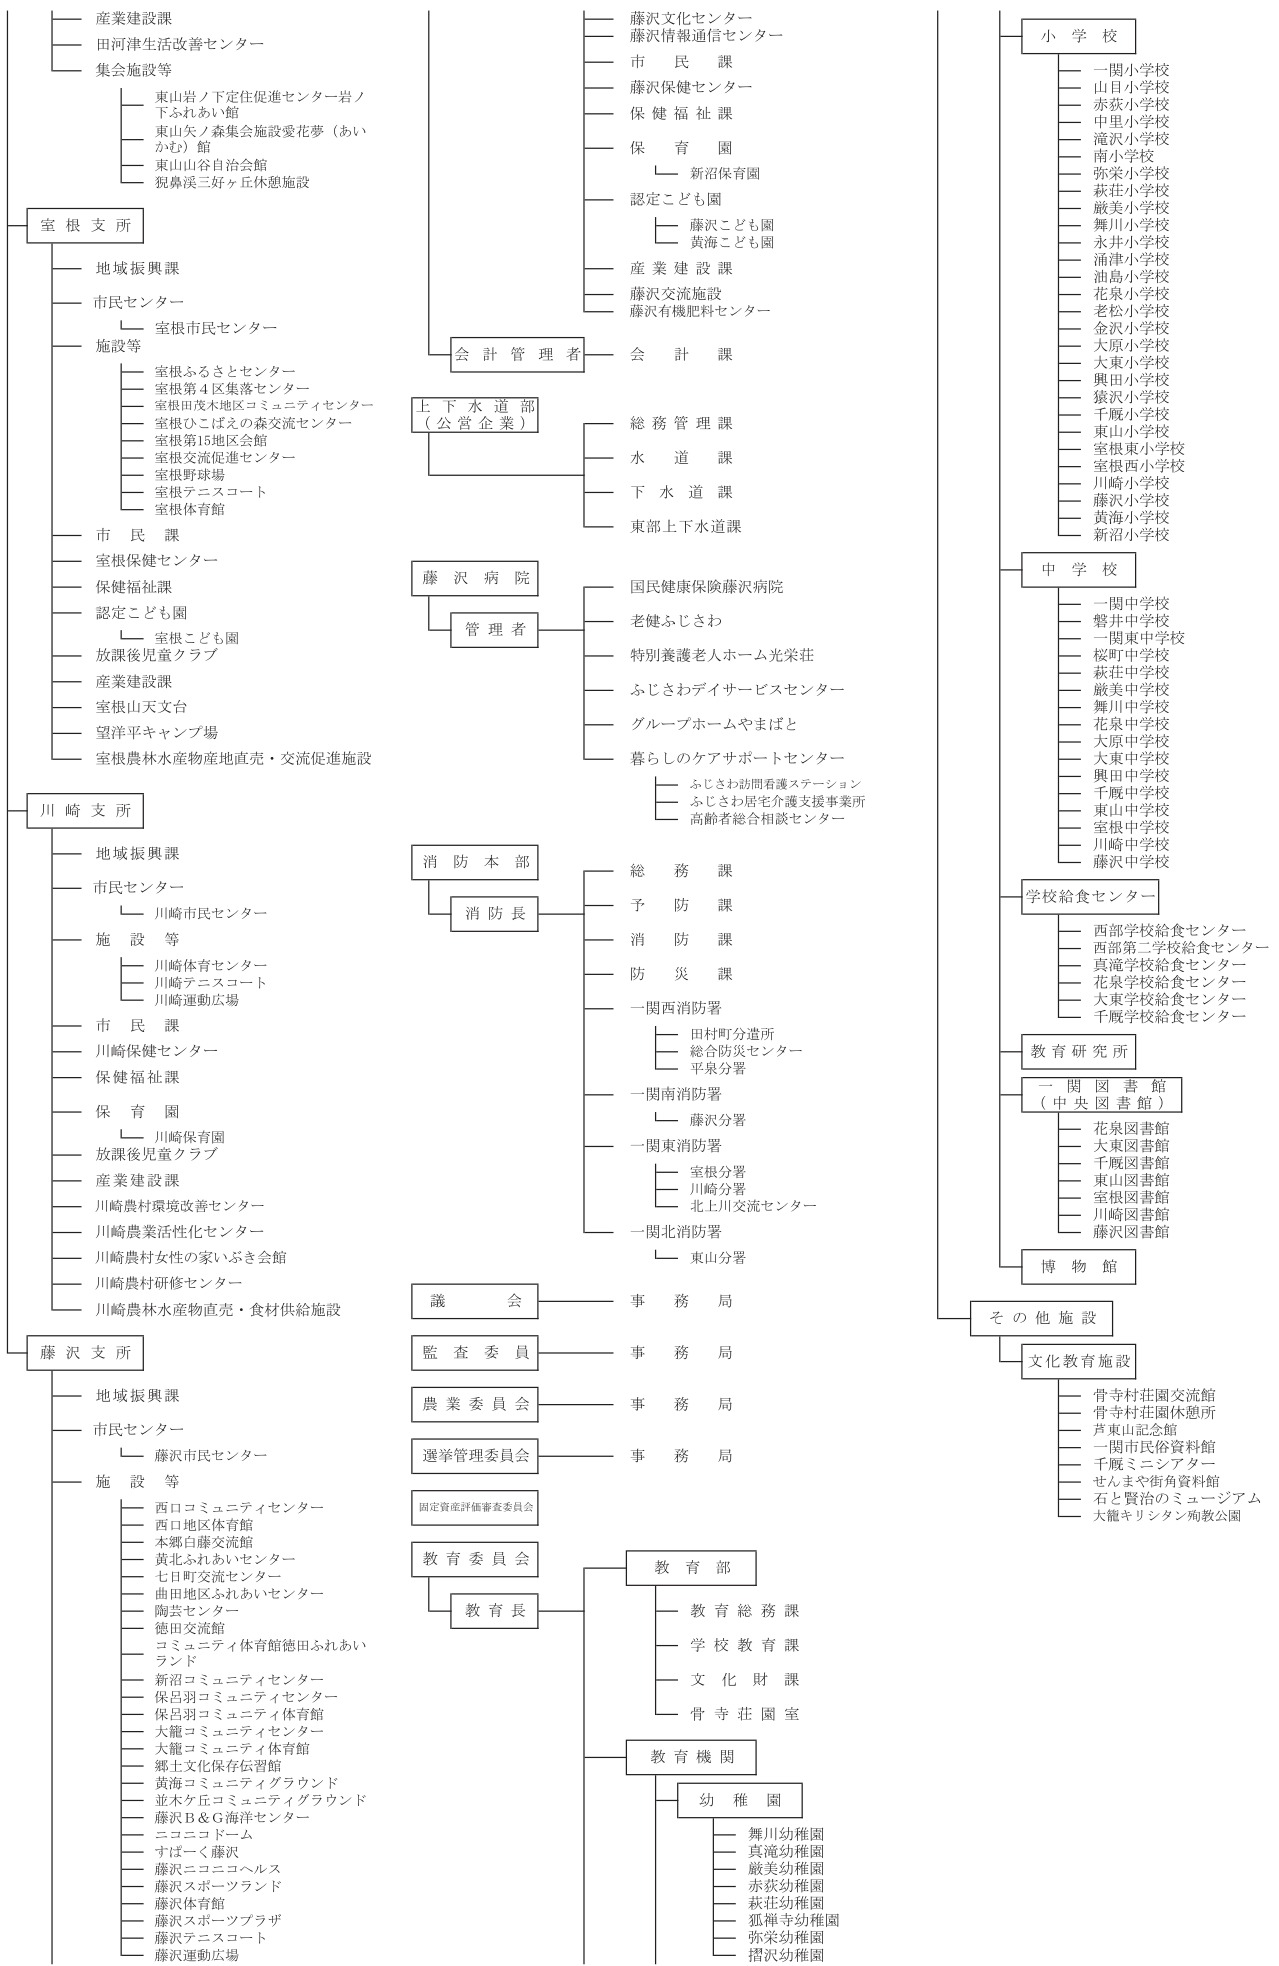 産業建設課
田河津生活改善センター
集会施設等
東山岩ノ下定住促進センター岩ノ
下ふれあい館
東山矢ノ森集会施設愛花夢（あい
かむ）館
東山山谷自治会館
猊鼻渓三好ヶ丘休憩施設
室根支所
地域振興課
市民センター
室根市民センター
施設等
室根ふるさとセンター
室根第４区集落センター
室根田茂木地区コミュニティセンター
室根ひこばえの森交流センター
室根第15地区会館
室根交流促進センター
室根野球場
室根テニスコート
室根体育館
市民課
室根保健センター
保健福祉課
認定こども園
室根こども園
放課後児童クラブ
産業建設課
室根山天文台
望洋平キャンプ場
室根農林水産物産地直売・交流促進施設
川崎支所
地域振興課
市民センター
川崎市民センター
施設等
川崎体育センター
川崎テニスコート
川崎運動広場
市民課
川崎保健センター
保健福祉課
保育園
川崎保育園
放課後児童クラブ
産業建設課
川崎農村環境改善センター
川崎農業活性化センター
川崎農村女性の家いぶき会館
川崎農村研修センター
川崎農林水産物直売・食材供給施設
藤沢支所
地域振興課
市民センター
藤沢市民センター
施設等
西口コミュニティセンター
西口地区体育館
本郷白藤交流館
黄北ふれあいセンター
七日町交流センター
曲田地区ふれあいセンター
陶芸センター
徳田交流館
コミュニティ体育館徳田ふれあい
ランド
新沼コミュニティセンター
保呂羽コミュニティセンター
保呂羽コミュニティ体育館
大籠コミュニティセンター
大籠コミュニティ体育館
郷土文化保存伝習館
黄海コミュニティグラウンド
並木ケ丘コミュニティグラウンド
藤沢Ｂ＆Ｇ海洋センター
ニコニコドーム
すぱーく藤沢
藤沢ニコニコヘルス
藤沢スポーツランド
藤沢体育館
藤沢スポーツプラザ
藤沢テニスコート
藤沢運動広場
藤沢文化センター
藤沢情報通信センター
市民課
藤沢保健センター
保健福祉課
保育園
新沼保育園
認定こども園
藤沢こども園
黄海こども園
産業建設課
藤沢交流施設
藤沢有機肥料センター
会計管理者
会計課
上下水道部
（公営企業）
総務管理課
水道課
下水道課
東部上下水道課
藤沢病院
管理者
国民健康保険藤沢病院
老健ふじさわ
特別養護老人ホーム光栄荘
ふじさわデイサービスセンター
グループホームやまばと
暮らしのケアサポートセンター
ふじさわ訪問看護ステーション
ふじさわ居宅介護支援事業所
高齢者総合相談センター
消防本部
消防長
総務課
予防課
消防課
防災課
一関西消防署
田村町分遣所
総合防災センター
平泉分署
一関南消防署
藤沢分署
一関東消防署
室根分署
川崎分署
北上川交流センター
一関北消防署
東山分署
議会
事務局
監査委員
事務局
農業委員会
事務局
選挙管理委員会
事務局
固定資産評価審査委員会
教育委員会
教育長
教育部
教育総務課
学校教育課
文化財課
骨寺荘園室
教育機関
幼稚園
舞川幼稚園
真滝幼稚園
厳美幼稚園
赤荻幼稚園
萩荘幼稚園
狐禅寺幼稚園
弥栄幼稚園
摺沢幼稚園
小学校
一関小学校
山目小学校
赤荻小学校
中里小学校
滝沢小学校
南小学校
弥栄小学校
萩荘小学校
厳美小学校
舞川小学校
永井小学校
涌津小学校
油島小学校
花泉小学校
老松小学校
金沢小学校
大原小学校
大東小学校
興田小学校
猿沢小学校
千厩小学校
東山小学校
室根東小学校
室根西小学校
川崎小学校
藤沢小学校
黄海小学校
新沼小学校
中学校
一関中学校
磐井中学校
一関東中学校
桜町中学校
萩荘中学校
厳美中学校
舞川中学校
花泉中学校
大原中学校
大東中学校
興田中学校
千厩中学校
東山中学校
室根中学校
川崎中学校
藤沢中学校
学校給食センター
西部学校給食センター
西部第二学校給食センター
真滝学校給食センター
花泉学校給食センター
大東学校給食センター
千厩学校給食センター
教育研究所
一関図書館
（中央図書館）
花泉図書館
大東図書館
千厩図書館
東山図書館
室根図書館
川崎図書館
藤沢図書館
博物館
その他施設
文化教育施設
骨寺村荘園交流館
骨寺村荘園休憩所
芦東山記念館
一関市民俗資料館
千厩ミニシアター
せんまや街角資料館
石と賢治のミュージアム
大籠キリシタン殉教公園